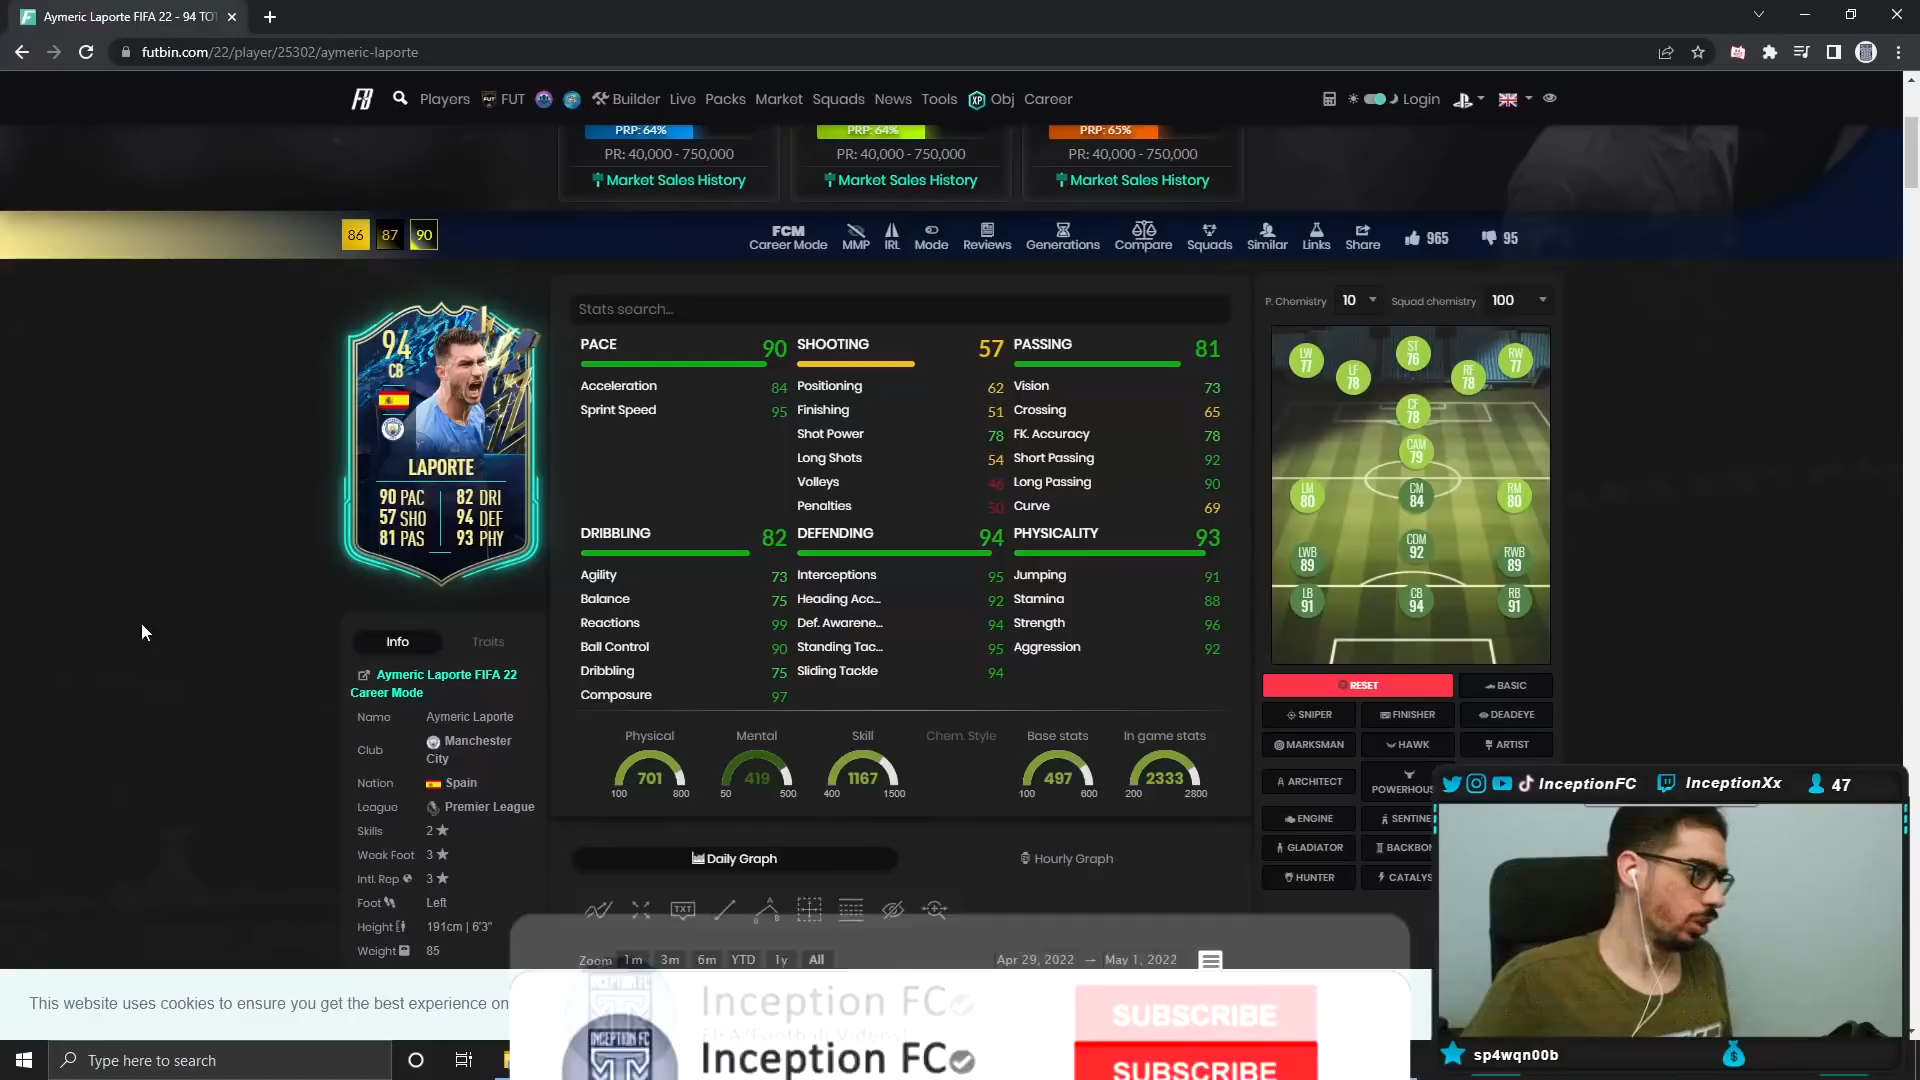 Aymeric Laporte FIFA 22 - 94 TO
futbin.com/22/player/25302/aymeric-laporte
Players FUT Builder Live Packs Market Squads News Tools XP Obj Career Login
PRP: 64% PRP: 64% PRP: 65%
PR: 40,000 - 750,000 PR: 40,000 - 750,000 PR: 40,000 - 750,000
Market Sales History Market Sales History Market Sales History
86 87 90
FCM Career Mode MMP IRL Mode Reviews Generations Compare Squads Similar Links Share 965 95
Stats search...
P. Chemistry 10 Squad chemistry 100
94
CB
LAPORTE
90 PAC 82 DRI
57 SHO 94 DEF
81 PAS 93 PHY
PACE 90 SHOOTING 57 PASSING 81
Acceleration 84 Positioning 62 Vision 73
Sprint Speed 95 Finishing 51 Crossing 65
Shot Power 78 FK. Accuracy 78
Long Shots 54 Short Passing 92
Volleys 46 Long Passing 90
Penalties 50 Curve 69
DRIBBLING 82 DEFENDING 94 PHYSICALITY 93
Agility 73 Interceptions 95 Jumping 91
Balance 75 Heading Acc... 92 Stamina 88
Reactions 99 Def. Awarene... 94 Strength 96
Ball Control 90 Standing Tac... 95 Aggression 92
Dribbling 75 Sliding Tackle 94
Composure 97
Physical Mental Skill Chem. Style Base stats In game stats
701 419 1167 497 2333
100 800 50 500 400 1500 100 600 200 2800
LW 77 ST 76 RW 77
LF 78 RF 78
CF 78
CAM 79
LM 80 CM 84 RM 80
LWB 89 CDM 92 RWB 89
LB 91 CB 94 RB 91
RESET BASIC
SNIPER FINISHER DEADEYE
MARKSMAN HAWK ARTIST
ARCHITECT POWERHOUS
ENGINE SENTINE
GLADIATOR BACKBO
HUNTER CATALYS
Info Traits
Aymeric Laporte FIFA 22
Career Mode
Name Aymeric Laporte
Club Manchester City
Nation Spain
League Premier League
Skills 2
Weak Foot 3
Intl. Rep 3
Foot Left
Height 191cm | 6'3"
Weight 85
Daily Graph Hourly Graph
TXT
Zoom 1m 3m 6m YTD 1y All Apr 29, 2022 → May 1, 2022
This website uses cookies to ensure you get the best experience on
Inception FC SUBSCRIBE
FIFA/Football Videos!
INCEPTION FC
Inception FC SUBSCRIBE
InceptionFC InceptionXx 47
sp4wqn00b
Type here to search